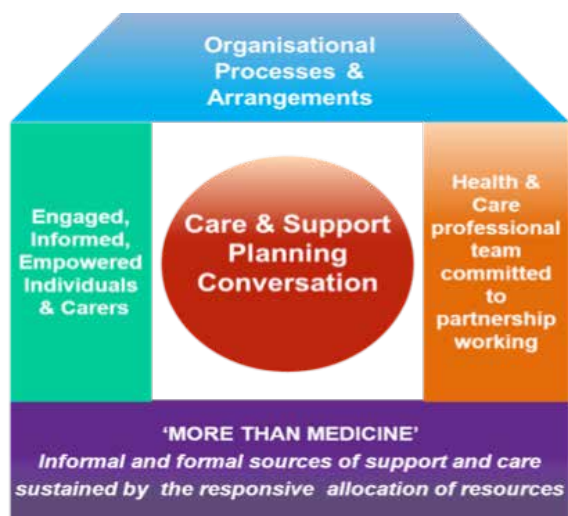 Organisational
Processes &
Arrangements
Engaged,
Informed,
Empowered
Individuals
& Carers
Care & Support
Planning
Conversation
Health &
Care
professional
team
committed
to
partnership
working
‘MORE THAN MEDICINE’
Informal and formal sources of support and care
sustained by the responsive allocation of resources